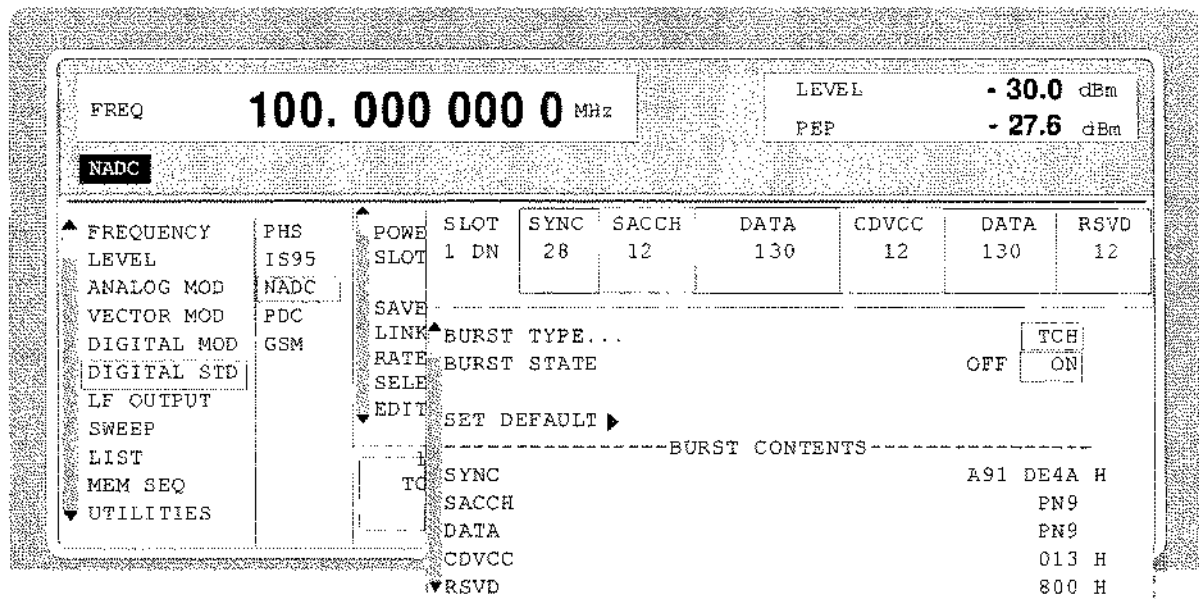 FREQ 100. 000 000 0 MHz
LEVEL - 30.0 dBm
PEP - 27.6 dBm
NADC
FREQUENCY
LEVEL
ANALOG MOD
VECTOR MOD
DIGITAL MOD
DIGITAL STD
LF OUTPUT
SWEEP
LIST
MEM SEQ
UTILITIES
PHS
IS95
NADC
PDC
GSM
POWE
SLOT
SAVE
LINK
RATE
SELE
EDIT
TC
SLOT SYNC SACCH DATA CDVCC DATA RSVD
1 DN 28 12 130 12 130 12
BURST TYPE... TCH
BURST STATE OFF ON
SET DEFAULT
BURST CONTENTS
SYNC A91 DE4A H
SACCH PN9
DATA PN9
CDVCC 013 H
RSVD 800 H